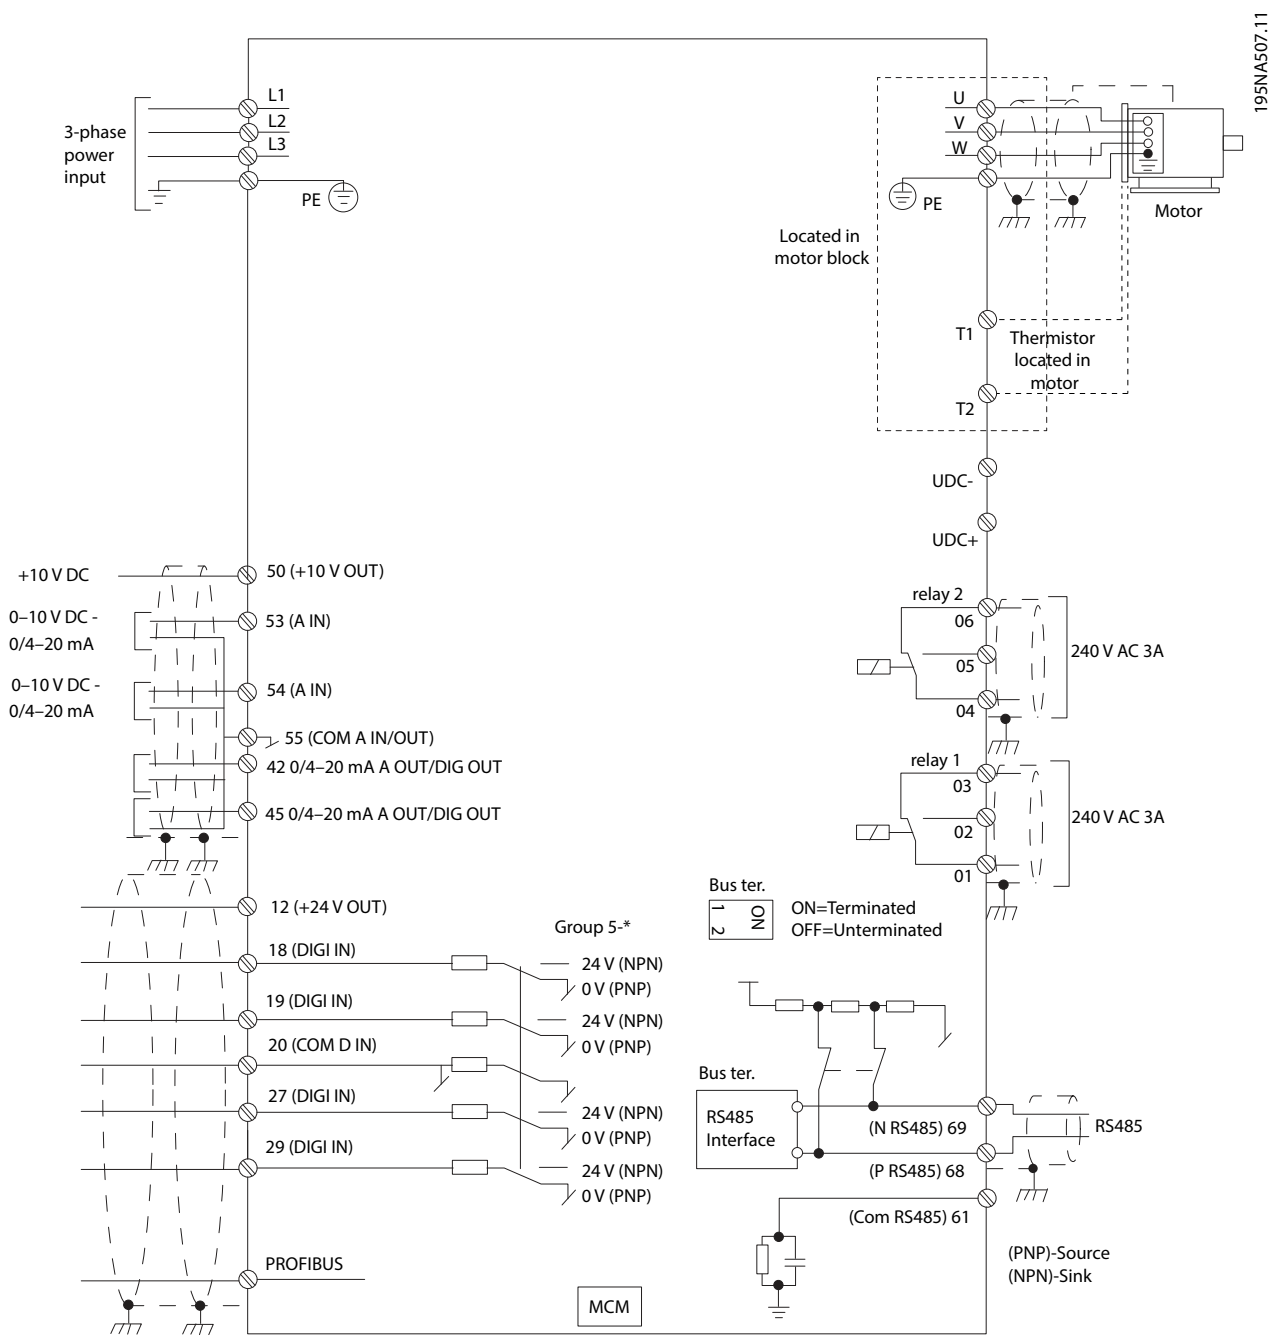 195NA507.11
3-phase
power
input
L1
L2
L3
PE
U
V
W
PE
Motor
Located in
motor block
T1
Thermistor
located in
motor
T2
UDC-
UDC+
+10 V DC
50 (+10 V OUT)
0–10 V DC -
0/4–20 mA
53 (A IN)
0–10 V DC -
0/4–20 mA
54 (A IN)
55 (COM A IN/OUT)
42 0/4–20 mA A OUT/DIG OUT
45 0/4–20 mA A OUT/DIG OUT
relay 2
06
05
04
240 V AC 3A
relay 1
03
02
01
240 V AC 3A
12 (+24 V OUT)
18 (DIGI IN)
19 (DIGI IN)
20 (COM D IN)
27 (DIGI IN)
29 (DIGI IN)
PROFIBUS
Group 5-*
24 V (NPN)
0 V (PNP)
24 V (NPN)
0 V (PNP)
24 V (NPN)
0 V (PNP)
24 V (NPN)
0 V (PNP)
Bus ter.
1 2
ON
ON=Terminated
OFF=Unterminated
Bus ter.
RS485
Interface
(N RS485) 69
(P RS485) 68
RS485
(Com RS485) 61
(PNP)-Source
(NPN)-Sink
MCM